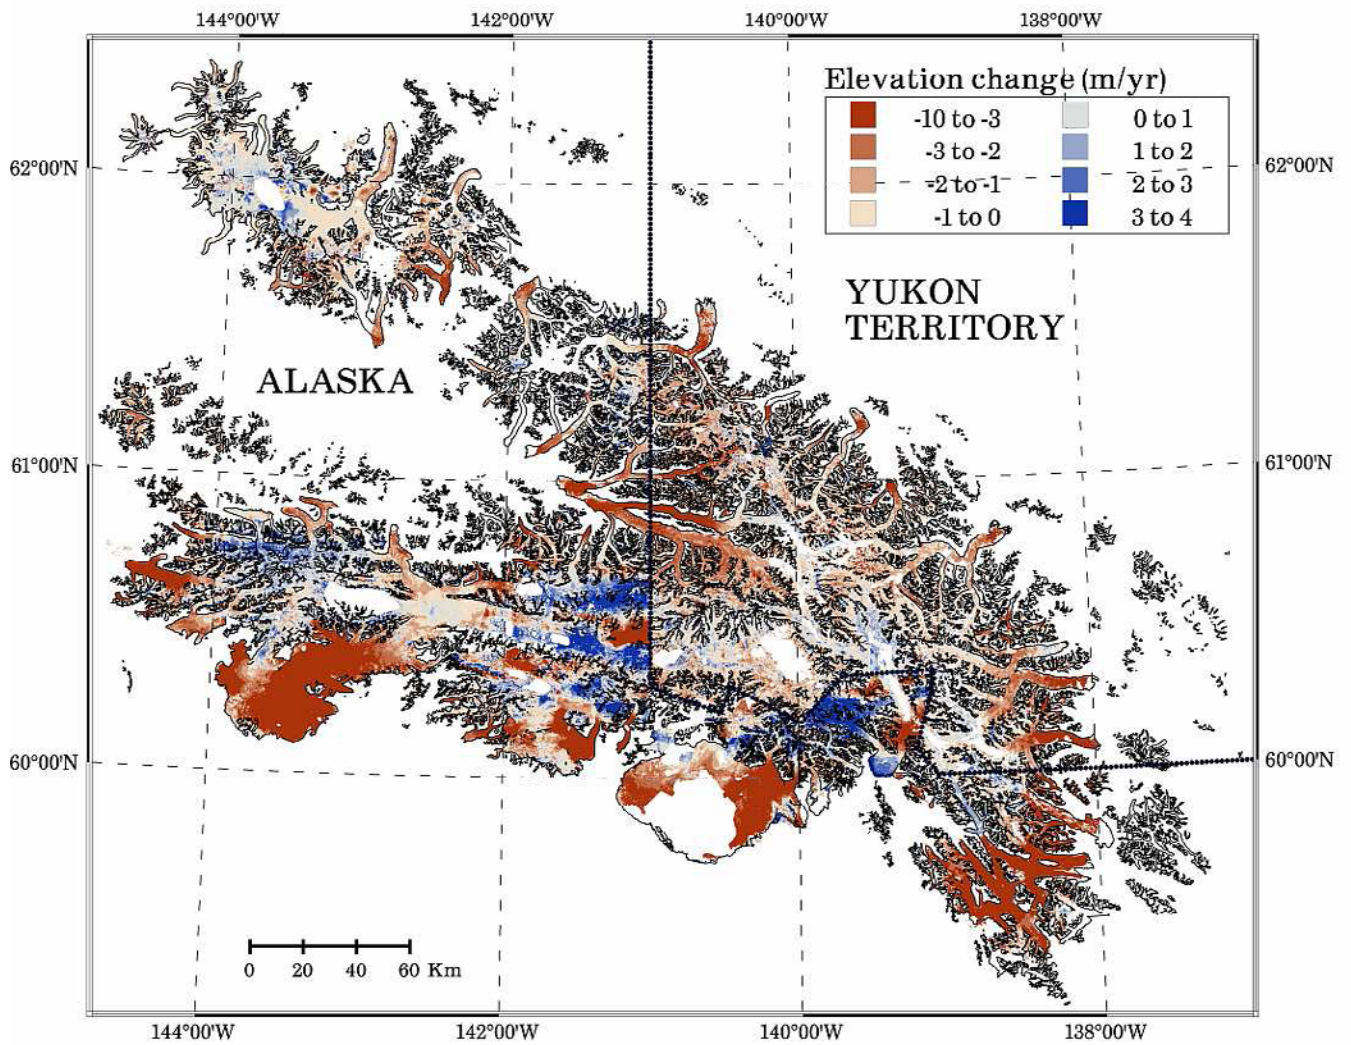 144°00'W 142°00'W 140°00'W 138°00'W
Elevation change (m/yr)
-10 to -3 0 to 1
-3 to -2 1 to 2
-2 to -1 2 to 3
-1 to 0 3 to 4
62°00'N 62°00'N
YUKON
TERRITORY
ALASKA
61°00'N 61°00'N
60°00'N 60°00'N
0 20 40 60 Km
144°00'W 142°00'W 140°00'W 138°00'W